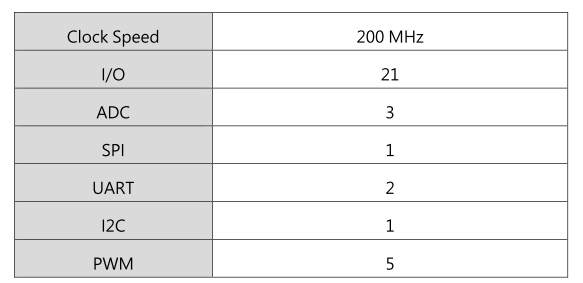 Clock Speed 200 MHz
I/O 21
ADC 3
SPI 1
UART 2
I2C 1
PWM 5